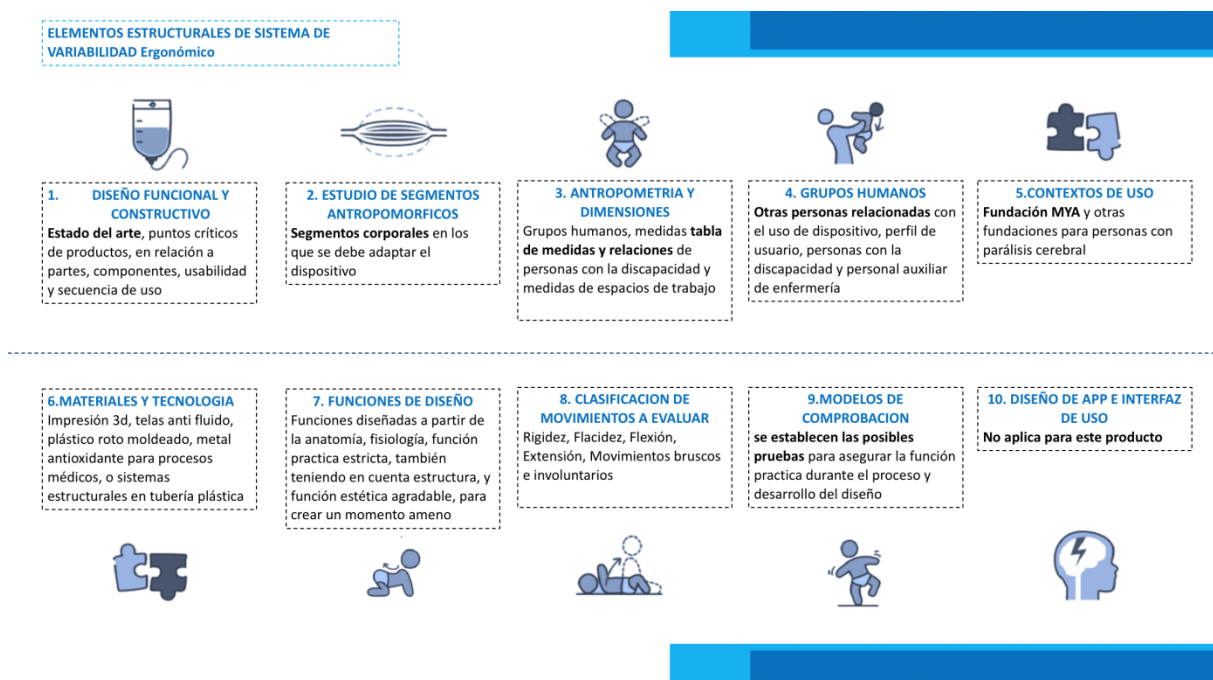 ELEMENTOS ESTRUCTURALES DE SISTEMA DE
VARIABILIDAD Ergonómico
1. DISEÑO FUNCIONAL Y
CONSTRUCTIVO
Estado del arte, puntos críticos
de productos, en relación a
partes, componentes, usabilidad
y secuencia de uso
2. ESTUDIO DE SEGMENTOS
ANTROPOMORFICOS
Segmentos corporales en los
que se debe adaptar el
dispositivo
3. ANTROPOMETRIA Y
DIMENSIONES
Grupos humanos, medidas tabla
de medidas y relaciones de
personas con la discapacidad y
medidas de espacios de trabajo
4. GRUPOS HUMANOS
Otras personas relacionadas con
el uso de dispositivo, perfil de
usuario, personas con la
discapacidad y personal auxiliar
de enfermería
5.CONTEXTOS DE USO
Fundación MYA y otras
fundaciones para personas con
parálisis cerebral
6.MATERIALES Y TECNOLOGIA
Impresión 3d, telas anti fluido,
plástico roto moldeado, metal
antioxidante para procesos
médicos, o sistemas
estructurales en tubería plástica
7. FUNCIONES DE DISEÑO
Funciones diseñadas a partir de
la anatomía, fisiología, función
practica estricta, también
teniendo en cuenta estructura, y
función estética agradable, para
crear un momento ameno
8. CLASIFICACION DE
MOVIMIENTOS A EVALUAR
Rigidez, Flacidez, Flexión,
Extensión, Movimientos bruscos
e involuntarios
9.MODELOS DE
COMPROBACION
se establecen las posibles
pruebas para asegurar la función
practica durante el proceso y
desarrollo del diseño
10. DISEÑO DE APP E INTERFAZ
DE USO
No aplica para este producto